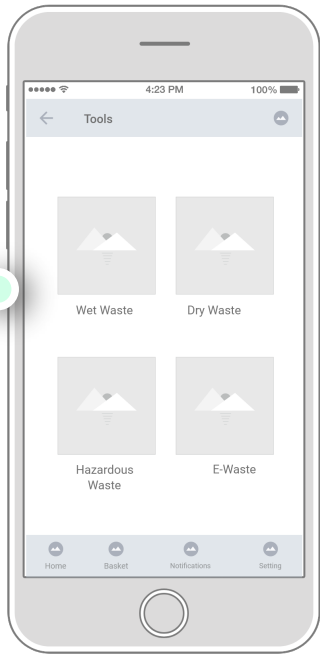 4:23 PM 100%
Tools
Wet Waste Dry Waste
Hazardous Waste E-Waste
Home Basket Notifications Setting